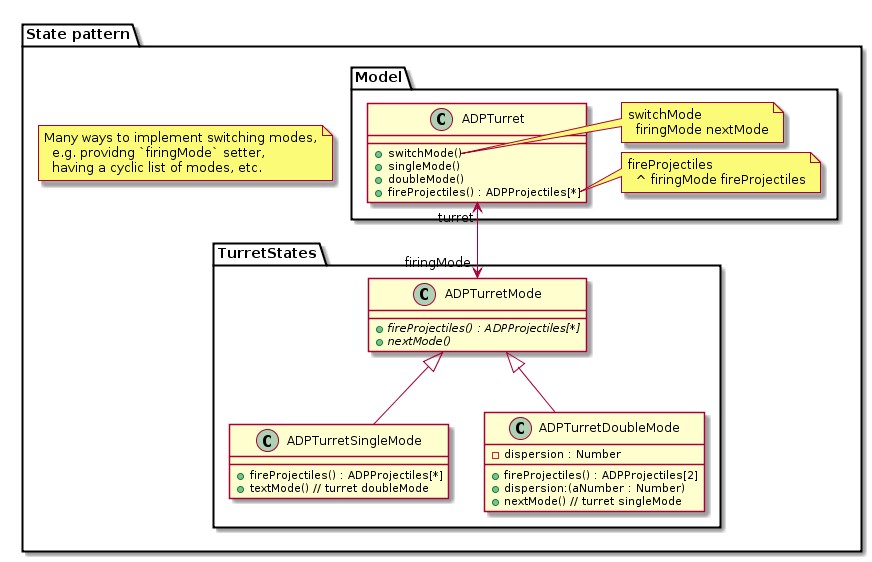 State pattern
Model
Many ways to implement switching modes,
e.g. providng `firingMode` setter,
having a cyclic list of modes, etc.
C ADPTurret
switchMode()
singleMode()
doubleMode()
fireProjectiles() : ADPProjectiles[*]
switchMode
firingMode nextMode
fireProjectiles
^ firingMode fireProjectiles
turret
firingMode
TurretStates
C ADPTurretMode
fireProjectiles() : ADPProjectiles[*]
nextMode()
C ADPTurretSingleMode
fireProjectiles() : ADPProjectiles[*]
textMode() // turret doubleMode
C ADPTurretDoubleMode
dispersion : Number
fireProjectiles() : ADPProjectiles[2]
dispersion:(aNumber : Number)
nextMode() // turret singleMode